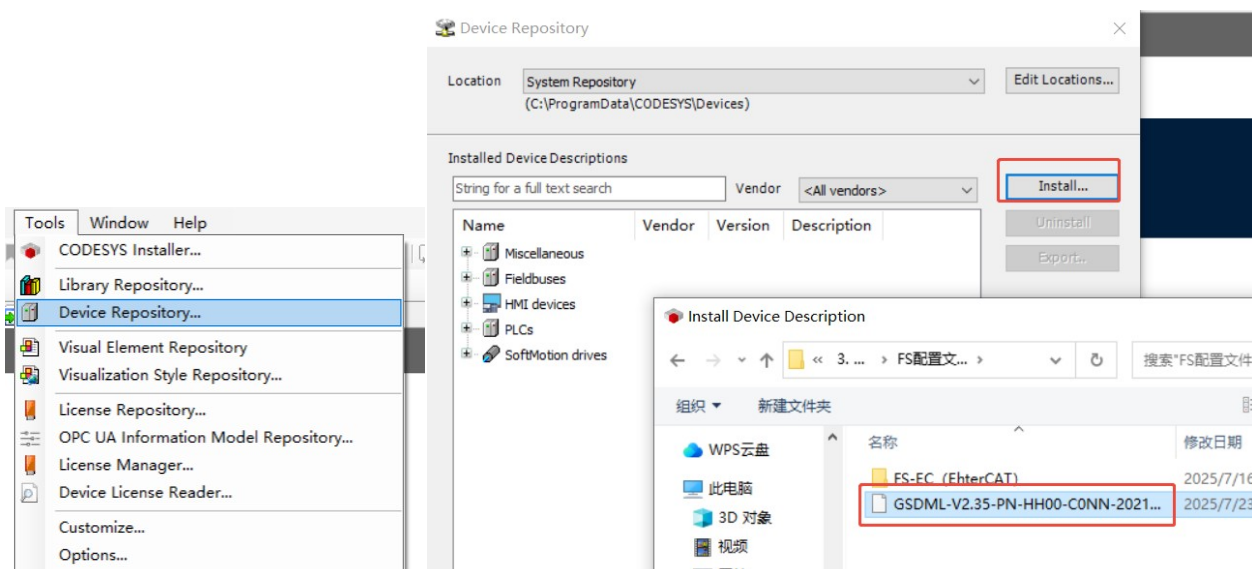 Tools Window Help
CODESYS Installer...
Library Repository...
Device Repository...
Visual Element Repository
Visualization Style Repository...
License Repository...
OPC UA Information Model Repository...
License Manager...
Device License Reader...
Customize...
Options...
Device Repository
Location System Repository Edit Locations...
(C:\ProgramData\CODESYS\Devices)
Installed Device Descriptions
String for a full text search Vendor <All vendors> Install...
Uninstall
Export..
Name Vendor Version Description
Miscellaneous
Fieldbuses
HMI devices
PLCs
SoftMotion drives
Install Device Description
« 3. ... › FS配置文... › 搜索"FS配置文件
组织 新建文件夹
WPS云盘
此电脑
3D 对象
视频
名称 修改日期
FS-EC（EhterCAT） 2025/7/16
GSDML-V2.35-PN-HH00-C0NN-2021... 2025/7/23